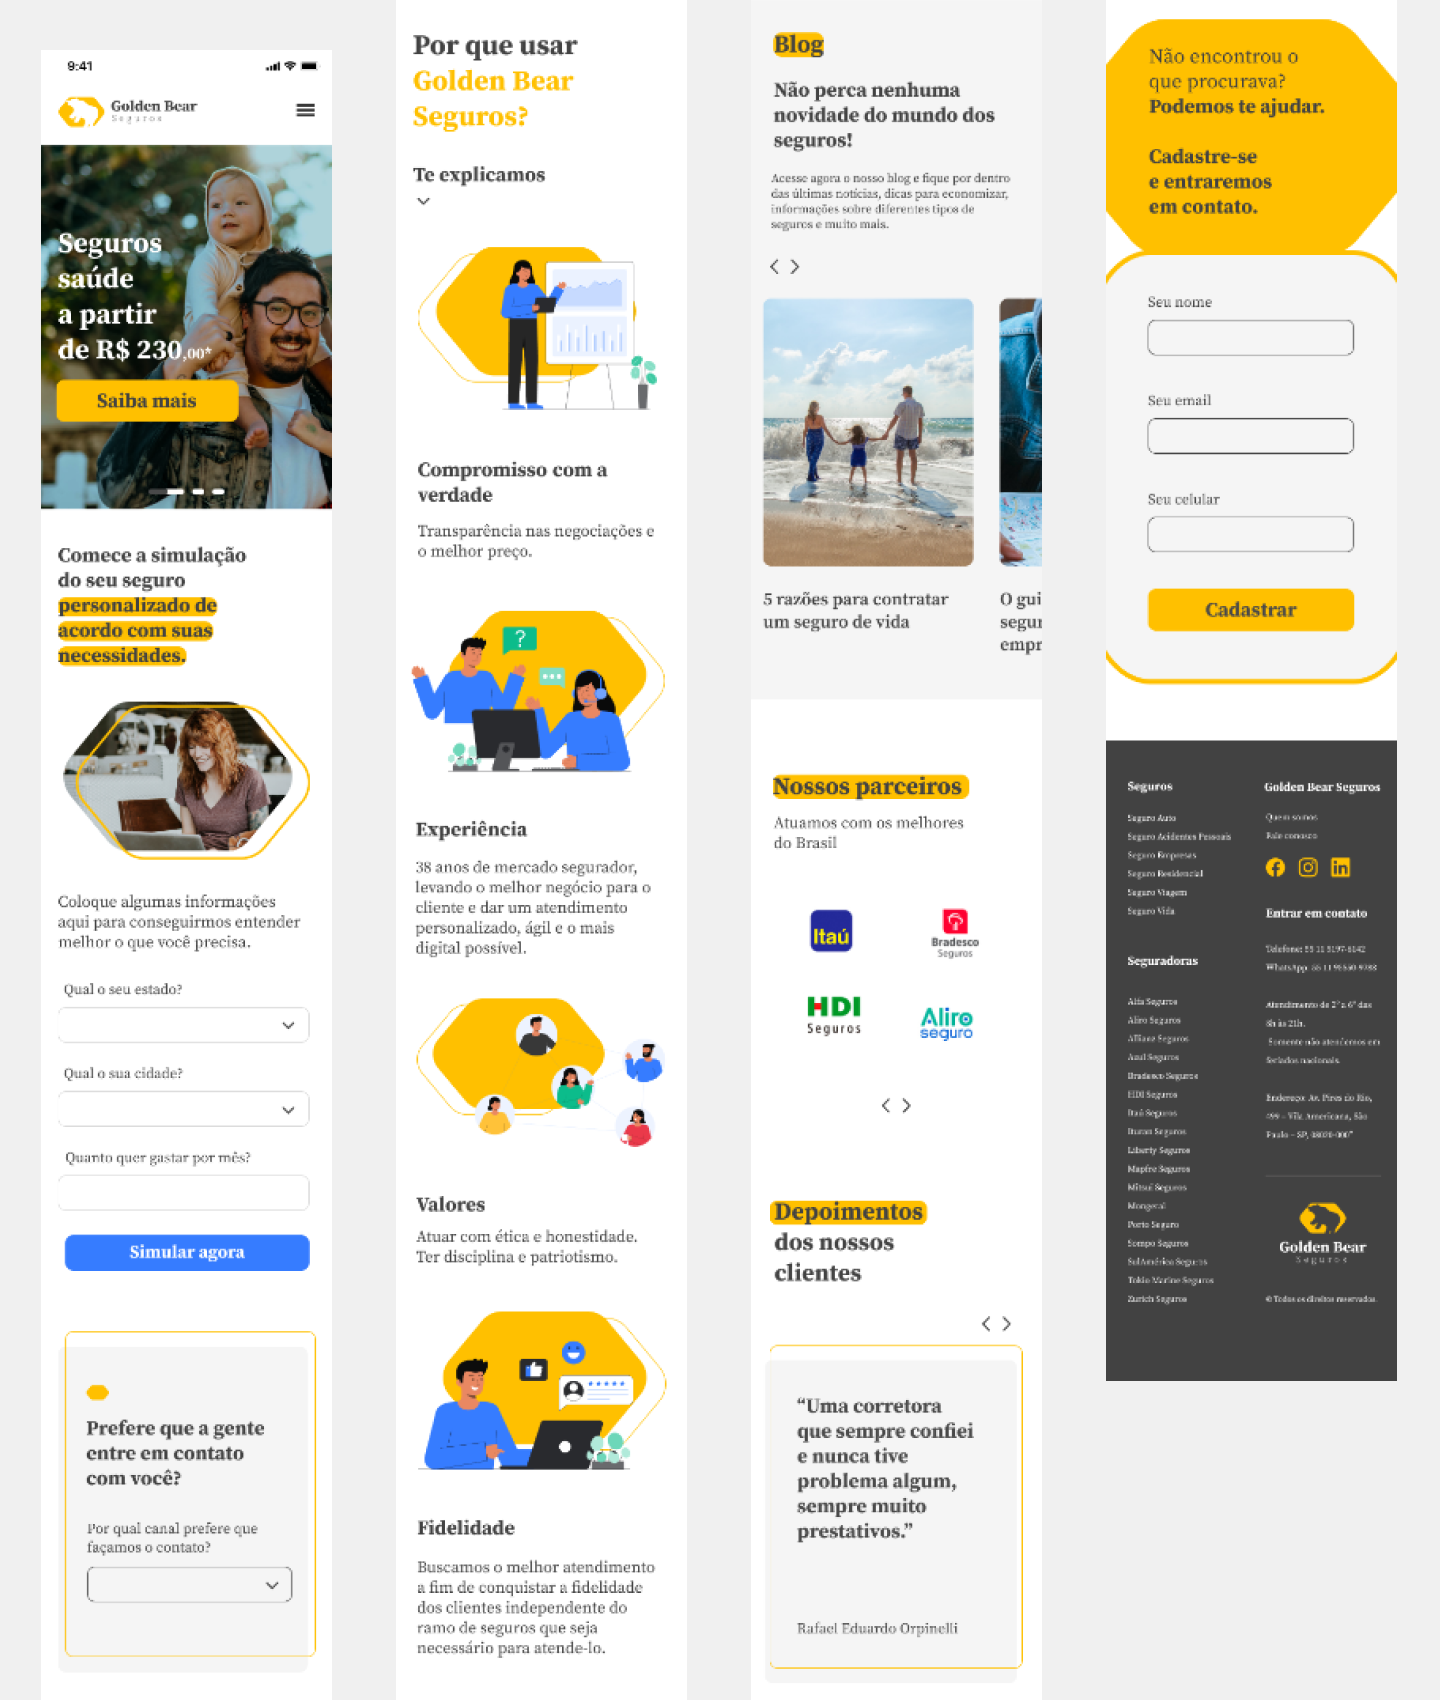 9:41
Golden Bear
Seguros
Seguros
saúde
a partir
de R$ 230,00*
Saiba mais
Comece a simulação
do seu seguro
personalizado de
acordo com suas
necessidades.
Coloque algumas informações
aqui para conseguirmos entender
melhor o que você precisa.
Qual o seu estado?
Qual o sua cidade?
Quanto quer gastar por mês?
Simular agora
Prefere que a gente
entre em contato
com você?
Por qual canal prefere que
façamos o contato?
Por que usar
Golden Bear
Seguros?
Te explicamos
Compromisso com a
verdade
Transparência nas negociações e
o melhor preço.
?
Experiência
38 anos de mercado segurador,
levando o melhor negócio para o
cliente e dar um atendimento
personalizado, ágil e o mais
digital possível.
Valores
Atuar com ética e honestidade.
Ter disciplina e patriotismo.
Fidelidade
Buscamos o melhor atendimento
a fim de conquistar a fidelidade
dos clientes independente do
ramo de seguros que seja
necessário para atende-lo.
Blog
Não perca nenhuma
novidade do mundo dos
seguros!
Acesse agora o nosso blog e fique por dentro
das últimas notícias, dicas para economizar,
informações sobre diferentes tipos de
seguros e muito mais.
5 razões para contratar
um seguro de vida
O gui
segur
empr
Nossos parceiros
Atuamos com os melhores
do Brasil
Itaú
Bradesco
Seguros
HDI
Seguros
Aliro
seguro
Depoimentos
dos nossos
clientes
“Uma corretora
que sempre confiei
e nunca tive
problema algum,
sempre muito
prestativos.”
Rafael Eduardo Orpinelli
Não encontrou o
que procurava?
Podemos te ajudar.
Cadastre-se
e entraremos
em contato.
Seu nome
Seu email
Seu celular
Cadastrar
Seguros
Seguro Auto
Seguro Acidentes Pessoais
Seguro Empresas
Seguro Residencial
Seguro Viagem
Seguro Vida
Seguradoras
Alfa Seguros
Aliro Seguros
Allianz Seguros
Azul Seguros
Bradesco Seguros
HDI Seguros
Itaú Seguros
Ituran Seguros
Liberty Seguros
Mapfre Seguros
Mitsui Seguros
Mongeral
Porto Seguro
Sompo Seguros
SulAmérica Seguros
Tokio Marine Seguros
Zurich Seguros
Golden Bear Seguros
Quem somos
Fale conosco
in
Entrar em contato
Telefone: 55 11 5197-8142
WhatsApp: 55 11
Atendimento de 2ª a 6ª das
8h às 21h.
Somente não atendemos em
feriados nacionais.
Endereço: Av. Pires do Rio,
499 – Vila Americana, São
Paulo – SP,
Golden Bear
Seguros
© Todos os direitos reservados.